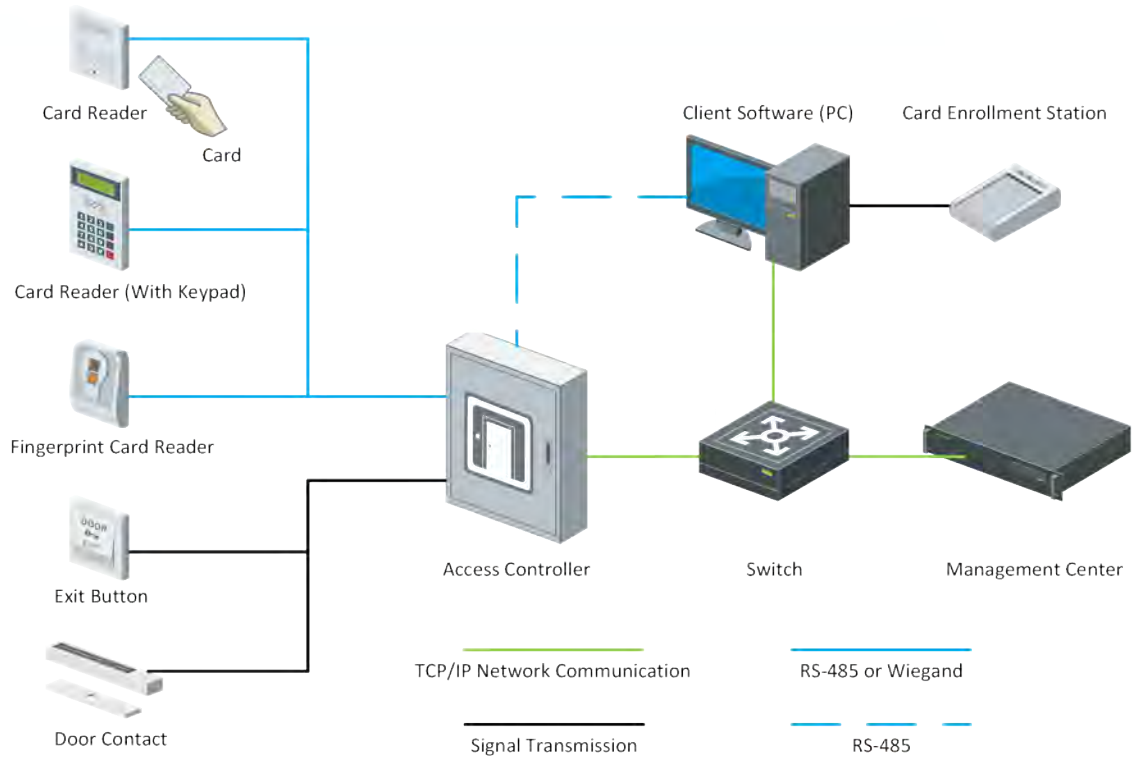 Card Reader
Card
Client Software (PC)
Card Enrollment Station
Card Reader (With Keypad)
Fingerprint Card Reader
DOOR
Exit Button
Access Controller
Switch
Management Center
TCP/IP Network Communication
RS-485 or Wiegand
Door Contact
Signal Transmission
RS-485